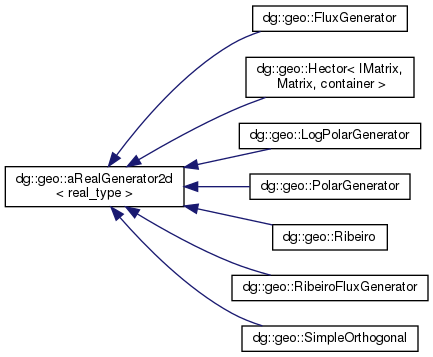 dg::geo::FluxGenerator
dg::geo::Hector< IMatrix,
Matrix, container >
dg::geo::LogPolarGenerator
dg::geo::aRealGenerator2d
< real_type >
dg::geo::PolarGenerator
dg::geo::Ribeiro
dg::geo::RibeiroFluxGenerator
dg::geo::SimpleOrthogonal